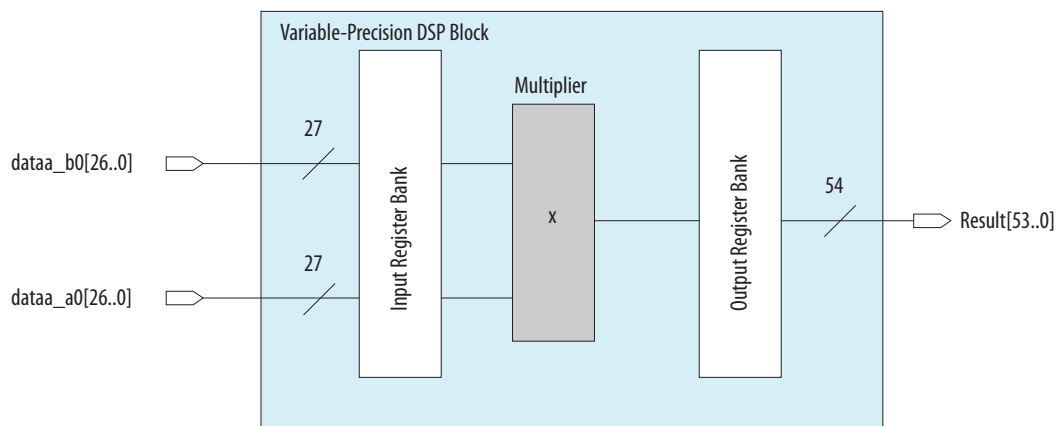 Variable-Precision DSP Block
Multiplier
27
dataa_b0[26..0]
Input Register Bank
x
Output Register Bank
54
Result[53..0]
27
dataa_a0[26..0]